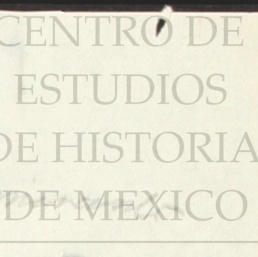 CENTRO DE
ESTUDIOS
DE HISTORIA
DE MEXICO